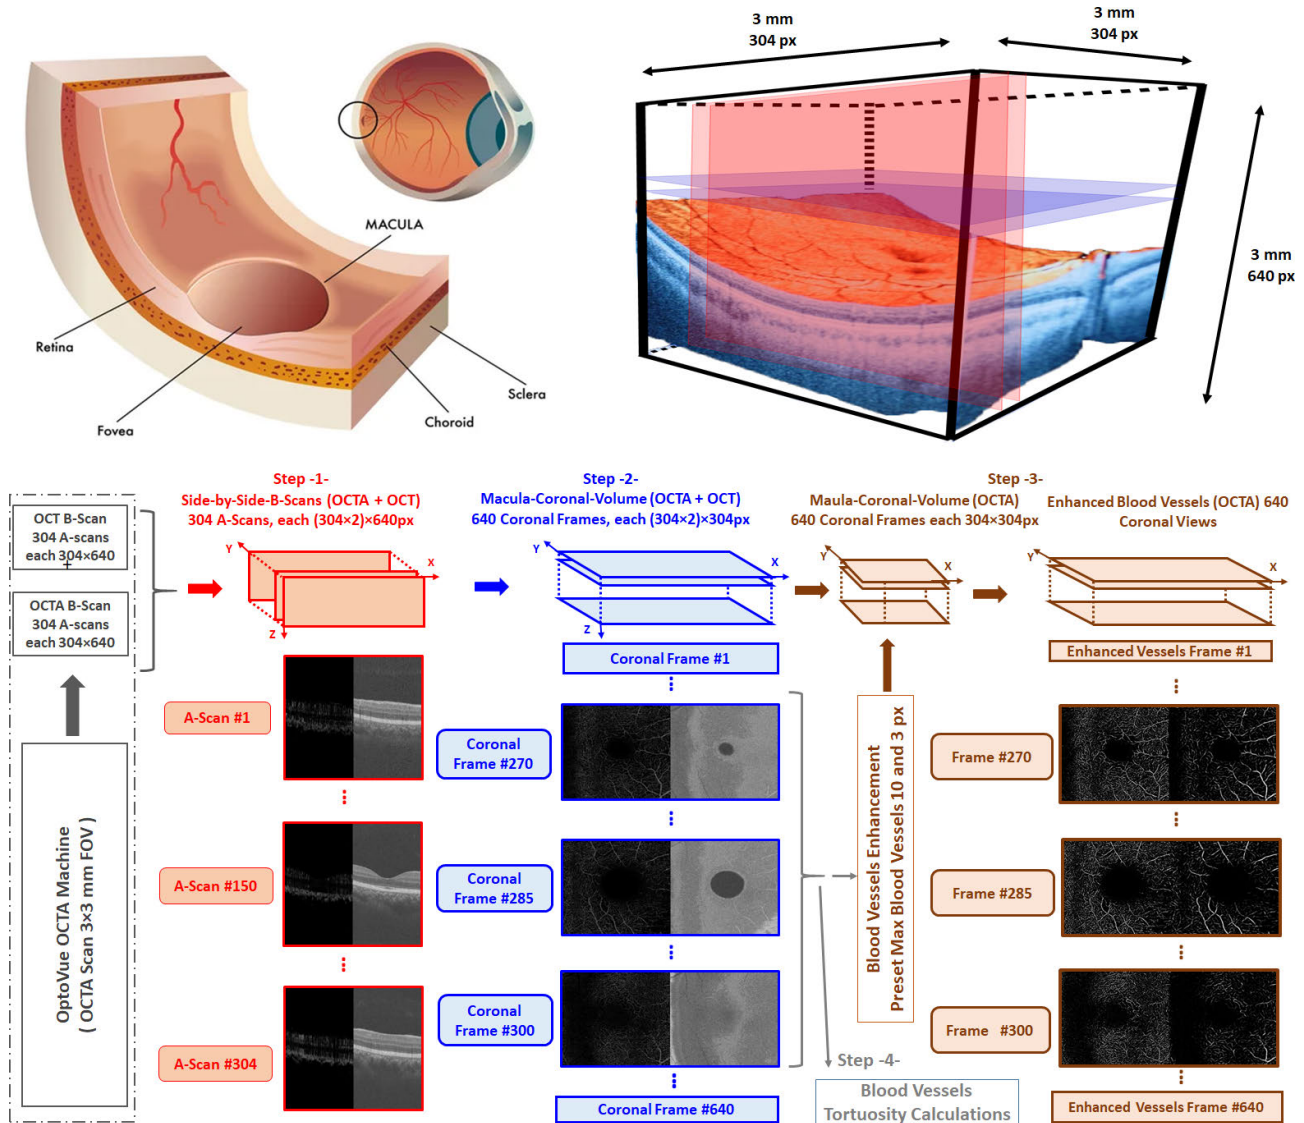 MACULA
Retina
Fovea
Choroid
Sclera
3 mm
304 px
3 mm
304 px
3 mm
640 px
OCT B-Scan
304 A-scans
each 304×640
+
OCTA B-Scan
304 A-scans
each 304×640
OptoVue OCTA Machine
( OCTA Scan 3×3 mm FOV)
Step -1-
Side-by-Side-B-Scans (OCTA + OCT)
304 A-Scans, each (304×2)×640px
Y
X
Z
A-Scan #1
A-Scan #150
A-Scan #304
Step -2-
Macula-Coronal-Volume (OCTA + OCT)
640 Coronal Frames, each (304×2)×304px
Y
X
Z
Coronal Frame #1
Coronal
Frame #270
Coronal
Frame #285
Coronal
Frame #300
Coronal Frame #640
Step -3-
Maula-Coronal-Volume (OCTA)
640 Coronal Frames each 304×304px
Y
X
Blood Vessels Enhancement
Preset Max Blood Vessels 10 and 3 px
Enhanced Blood Vessels (OCTA) 640
Coronal Views
Y
X
Enhanced Vessels Frame #1
Frame #270
Frame #285
Frame #300
Enhanced Vessels Frame #640
Step -4-
Blood Vessels
Tortuosity Calculations